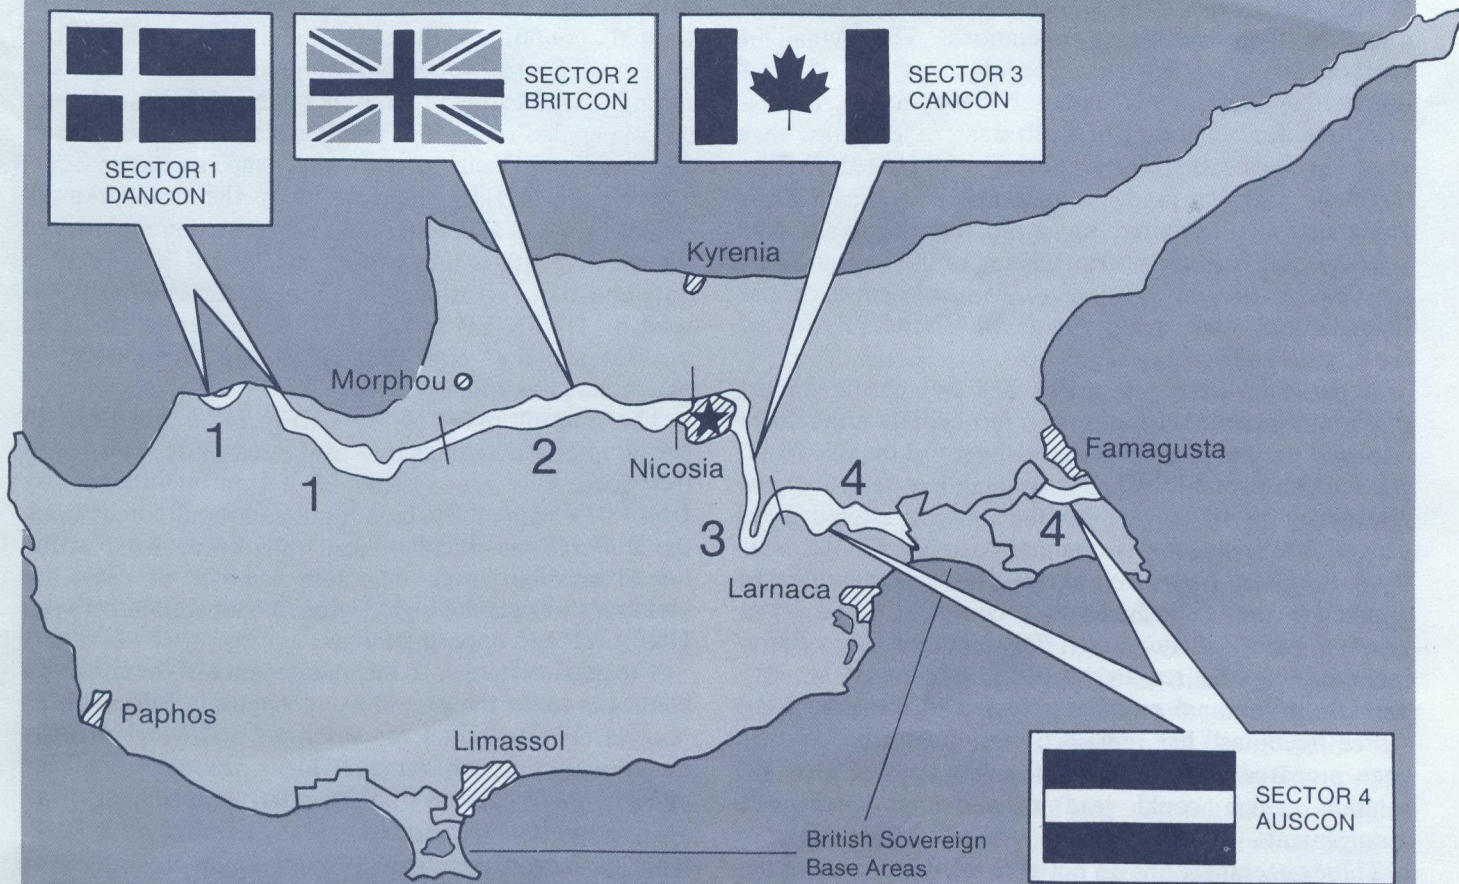 SECTOR 1
DANCON
SECTOR 2
BRITCON
SECTOR 3
CANCON
Kyrenia
Morphou
1
1
2
Nicosia
3
4
Famagusta
4
Larnaca
Paphos
Limassol
British Sovereign
Base Areas
SECTOR 4
AUSCON